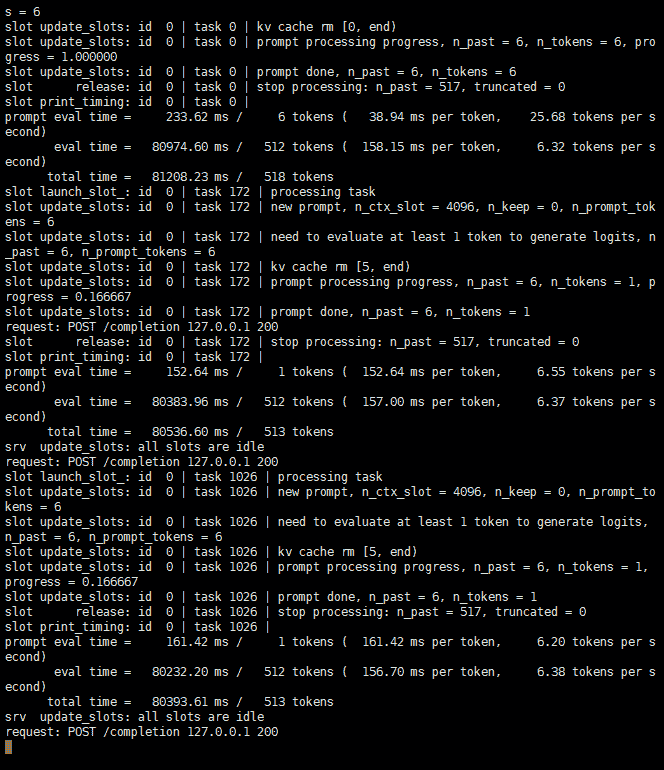 s = 6
slot update_slots: id  0 | task 0 | kv cache rm [0, end)
slot update_slots: id  0 | task 0 | prompt processing progress, n_past = 6, n_tokens = 6, pro
gress = 1.000000
slot update_slots: id  0 | task 0 | prompt done, n_past = 6, n_tokens = 6
slot      release: id  0 | task 0 | stop processing: n_past = 517, truncated = 0
slot print_timing: id  0 | task 0 |
prompt eval time =     233.62 ms /     6 tokens (   38.94 ms per token,    25.68 tokens per s
econd)
       eval time =   80974.60 ms /   512 tokens (  158.15 ms per token,     6.32 tokens per s
econd)
      total time =   81208.23 ms /   518 tokens
slot launch_slot_: id  0 | task 172 | processing task
slot update_slots: id  0 | task 172 | new prompt, n_ctx_slot = 4096, n_keep = 0, n_prompt_tok
ens = 6
slot update_slots: id  0 | task 172 | need to evaluate at least 1 token to generate logits, n
_past = 6, n_prompt_tokens = 6
slot update_slots: id  0 | task 172 | kv cache rm [5, end)
slot update_slots: id  0 | task 172 | prompt processing progress, n_past = 6, n_tokens = 1, p
rogress = 0.166667
slot update_slots: id  0 | task 172 | prompt done, n_past = 6, n_tokens = 1
request: POST /completion 127.0.0.1 200
slot      release: id  0 | task 172 | stop processing: n_past = 517, truncated = 0
slot print_timing: id  0 | task 172 |
prompt eval time =     152.64 ms /     1 tokens (  152.64 ms per token,     6.55 tokens per s
econd)
       eval time =   80383.96 ms /   512 tokens (  157.00 ms per token,     6.37 tokens per s
econd)
      total time =   80536.60 ms /   513 tokens
srv  update_slots: all slots are idle
request: POST /completion 127.0.0.1 200
slot launch_slot_: id  0 | task 1026 | processing task
slot update_slots: id  0 | task 1026 | new prompt, n_ctx_slot = 4096, n_keep = 0, n_prompt_to
kens = 6
slot update_slots: id  0 | task 1026 | need to evaluate at least 1 token to generate logits,
n_past = 6, n_prompt_tokens = 6
slot update_slots: id  0 | task 1026 | kv cache rm [5, end)
slot update_slots: id  0 | task 1026 | prompt processing progress, n_past = 6, n_tokens = 1,
progress = 0.166667
slot update_slots: id  0 | task 1026 | prompt done, n_past = 6, n_tokens = 1
slot      release: id  0 | task 1026 | stop processing: n_past = 517, truncated = 0
slot print_timing: id  0 | task 1026 |
prompt eval time =     161.42 ms /     1 tokens (  161.42 ms per token,     6.20 tokens per s
econd)
       eval time =   80232.20 ms /   512 tokens (  156.70 ms per token,     6.38 tokens per s
econd)
      total time =   80393.61 ms /   513 tokens
srv  update_slots: all slots are idle
request: POST /completion 127.0.0.1 200